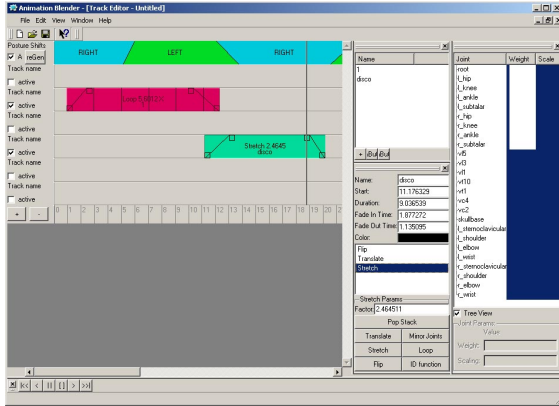 Animation Blender - [Track Editor - Untitled]
File Edit View Window Help
Posture Shifts
A reGen
RIGHT LEFT RIGHT
Track name
active
Track name
active
Track name
active
Track name
active
Track name
active
Track name
active
Stretch 2.4645
disco
+ -
0 1 2 3 4 5 6 7 8 9 10 11 12 13 14 15 16 17 18 19 20 2
Name
1
disco
+
Name: disco
Start: 11.176329
Duration: 9.036539
Fade In Time: 1.877272
Fade Out Time: 1.135095
Color:
Flip
Translate
Stretch
Stretch Params
Factor: 2.464511
Pop Stack
Translate Mirror Joints
Stretch Loop
Flip ID function
Joint Weight Scale
root
l_hip
l_knee
l_ankle
l_subtalar
r_hip
r_knee
r_ankle
r_subtalar
vl5
vl3
vl1
vt10
vt1
vc4
vc2
skullbase
l_sternoclavicular
l_shoulder
l_elbow
l_wrist
r_sternoclavicular
r_shoulder
r_elbow
r_wrist
Tree View
Joint Params:
Value:
Weight:
Scaling:
|<< < || [ ] > >>|